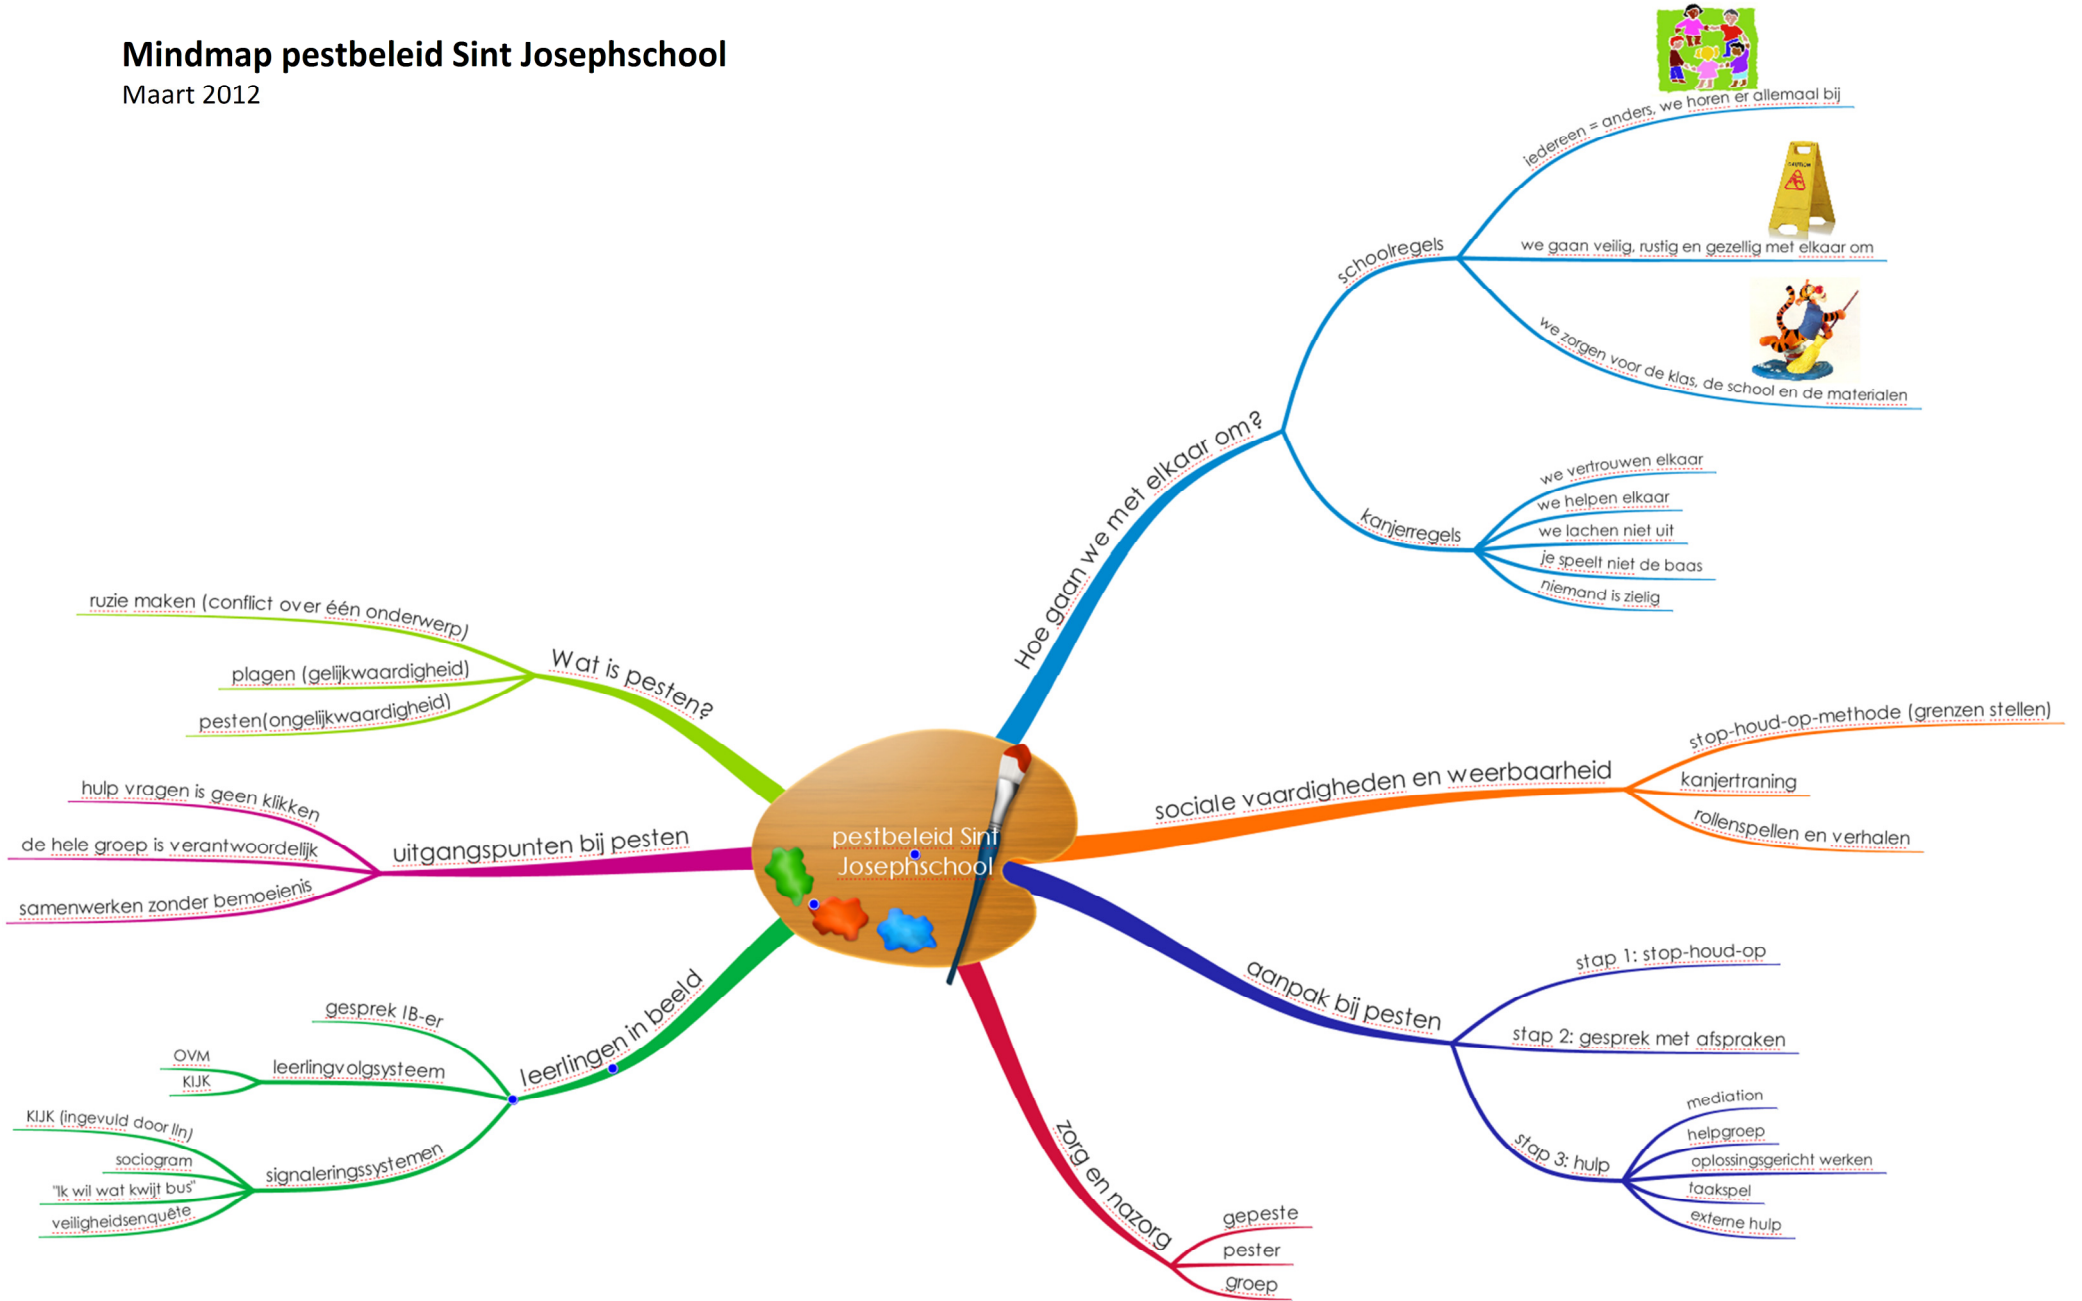 Mindmap pestbeleid Sint Josephschool
Maart 2012
pestbeleid Sint
Josephschool
Hoe gaan we met elkaar om?
schoolregels
iedereen = anders, we horen er allemaal bij
CAUTION
we gaan veilig, rustig en gezellig met elkaar om
we zorgen voor de klas, de school en de materialen
kanjerregels
we vertrouwen elkaar
we helpen elkaar
we lachen niet uit
je speelt niet de baas
niemand is zielig
sociale vaardigheden en weerbaarheid
stop-houd-op-methode (grenzen stellen)
kanjertraning
rollenspellen en verhalen
aanpak bij pesten
stap 1: stop-houd-op
stap 2: gesprek met afspraken
stap 3: hulp
mediation
helpgroep
oplossingsgericht werken
taakspel
externe hulp
zorg en nazorg
gepeste
pester
groep
leerlingen in beeld
gesprek IB-er
leerlingvolgsysteem
OVM
KIJK
signaleringssystemen
KIJK (ingevuld door lln)
sociogram
"Ik wil wat kwijt bus"
veiligheidsenquête
uitgangspunten bij pesten
hulp vragen is geen klikken
de hele groep is verantwoordelijk
samenwerken zonder bemoeienis
Wat is pesten?
ruzie maken (conflict over één onderwerp)
plagen (gelijkwaardigheid)
pesten(ongelijkwaardigheid)